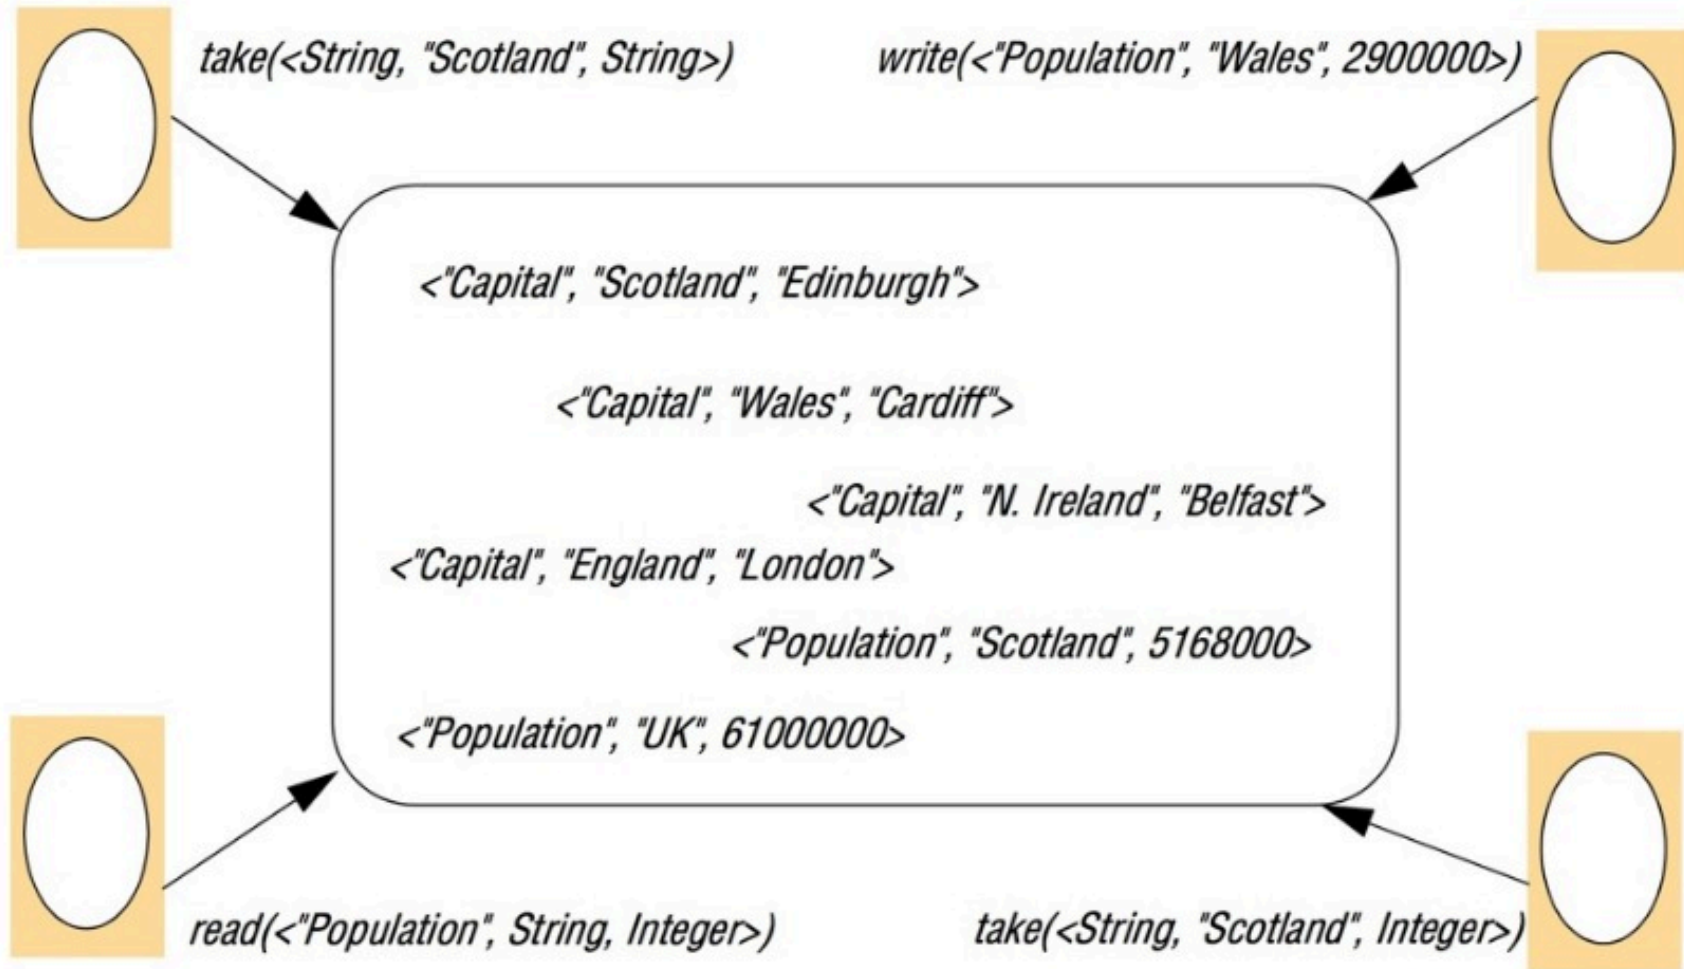 take(<String, "Scotland", String>)
write(<"Population", "Wales", 2900000>)
<"Capital", "Scotland", "Edinburgh">
<"Capital", "Wales", "Cardiff">
<"Capital", "N. Ireland", "Belfast">
<"Capital", "England", "London">
<"Population", "Scotland", 5168000>
<"Population", "UK", 61000000>
read(<"Population", String, Integer>)
take(<String, "Scotland", Integer>)